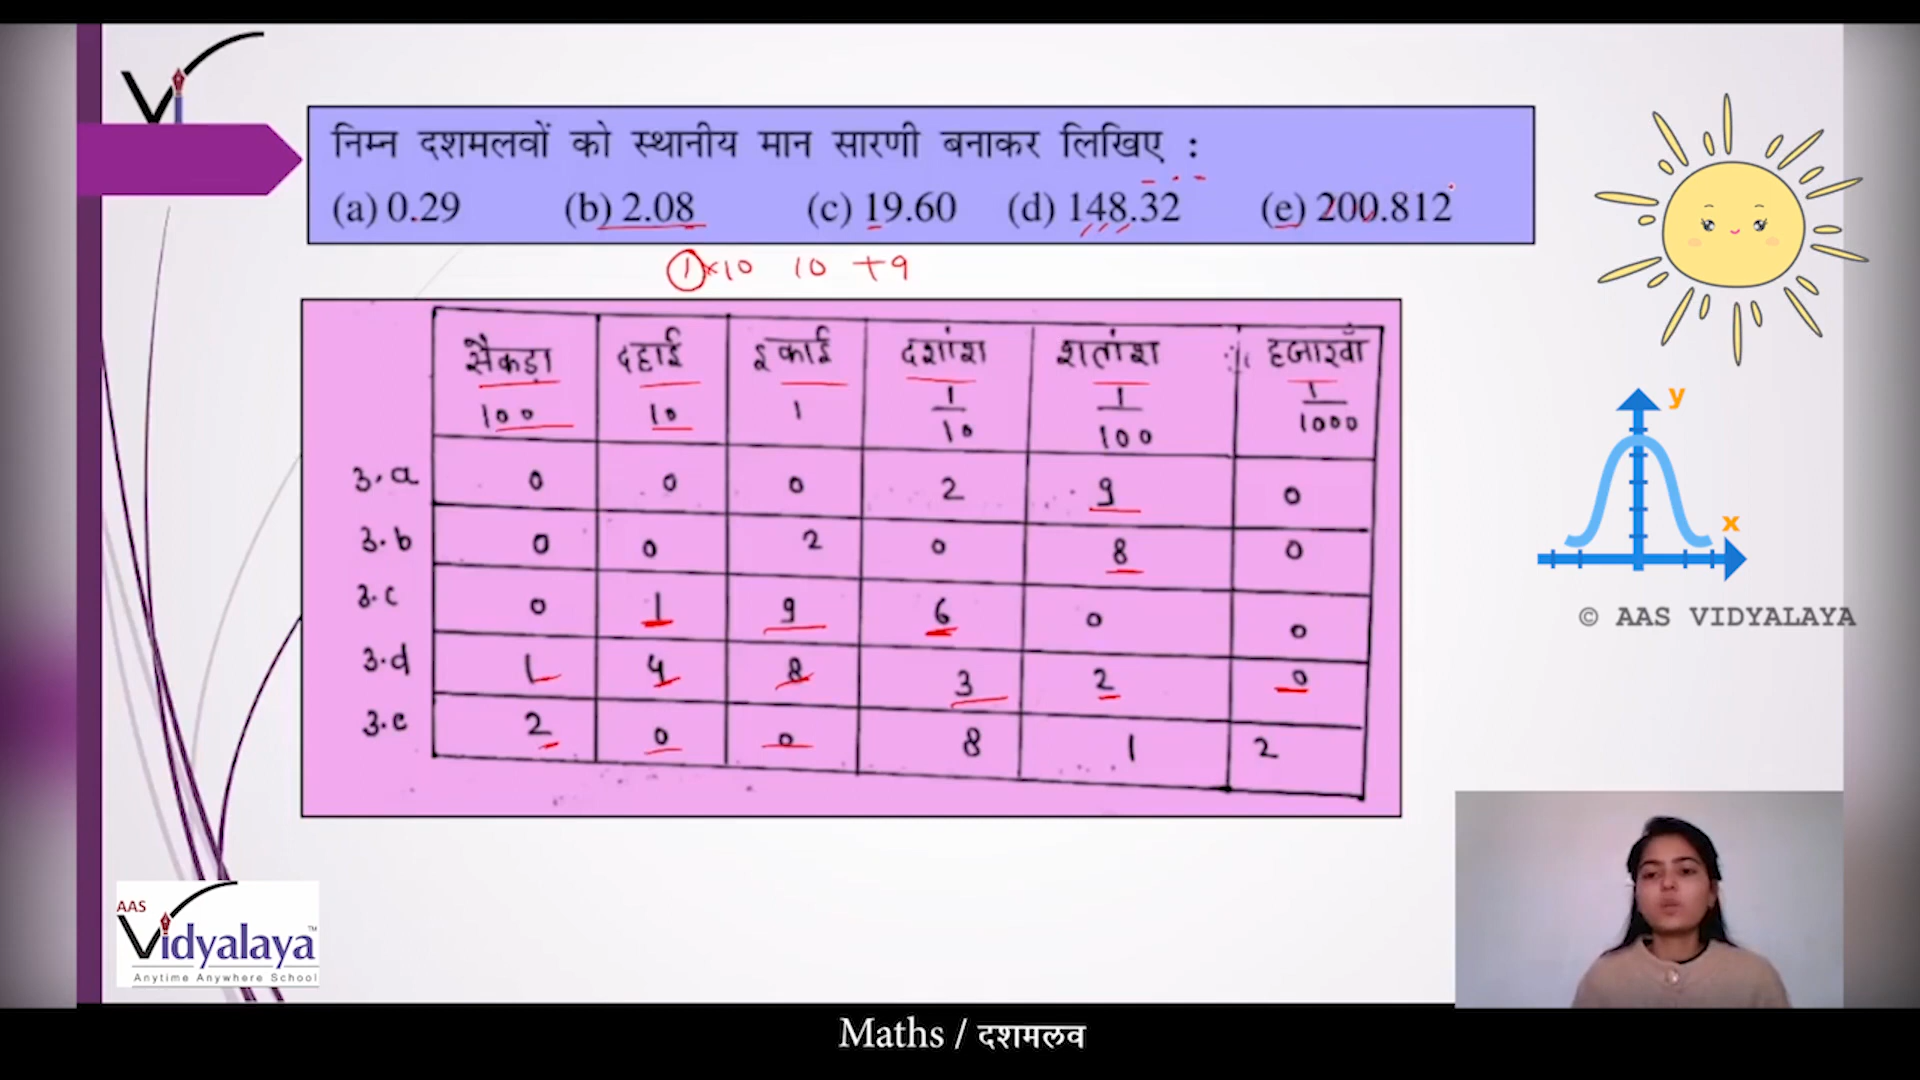 निम्न दशमलवों को स्थानीय मान सारणी बनाकर लिखिए :
(a) 0.29 (b) 2.08 (c) 19.60 (d) 148.32 (e) 200.812
1×10 10 +9
सैकड़ा दहाई इकाई दशांश शतांश हजारवाँ
100 10 1 1/10 1/100 1/1000
3.a 0 0 0 2 9 0
3.b 0 0 2 0 8 0
3.c 0 1 9 6 0 0
3.d 1 4 8 3 2 0
3.e 2 0 0 8 1 2
y
x
© AAS VIDYALAYA
AAS
Vidyalaya™
Anytime Anywhere School
Maths / दशमलव